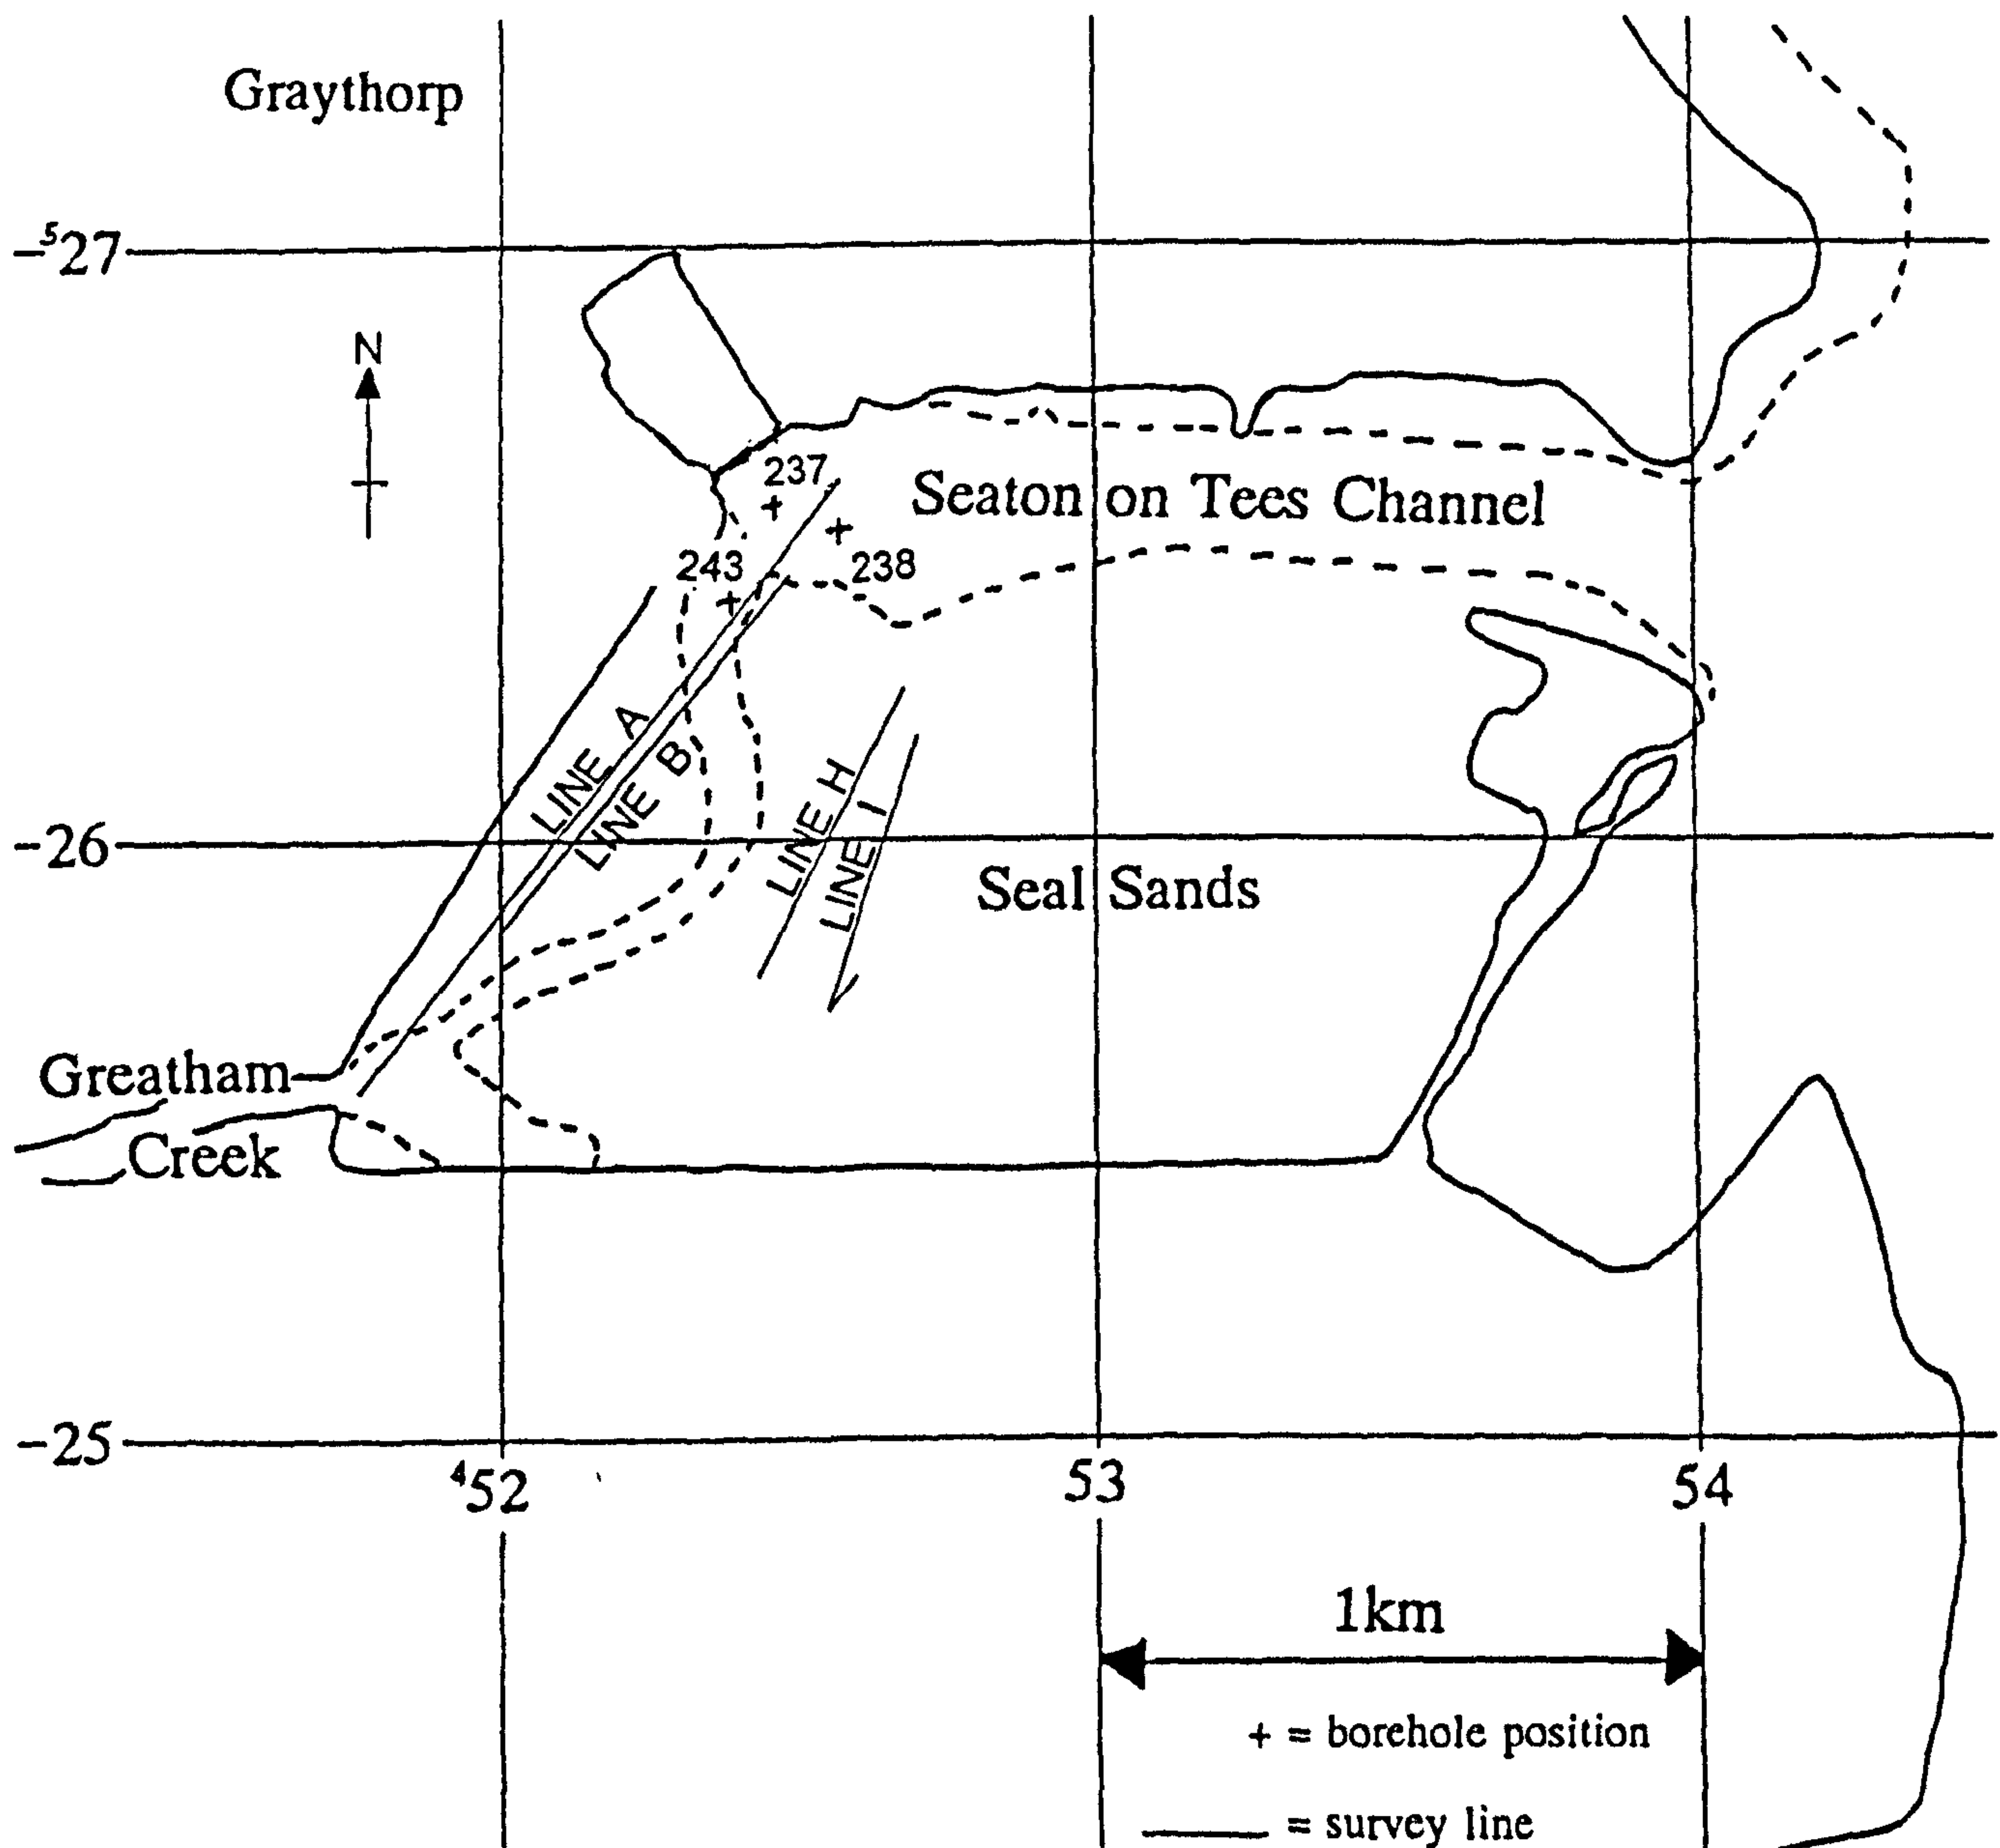 Graythorp
-⁵27
N
237
Seaton on Tees Channel
243
238
LINE A
LINE B
LINE H
LINE I
-26
Seal Sands
Greatham
Creek
-25
⁴52
53
54
1km
+ = borehole position
= survey line